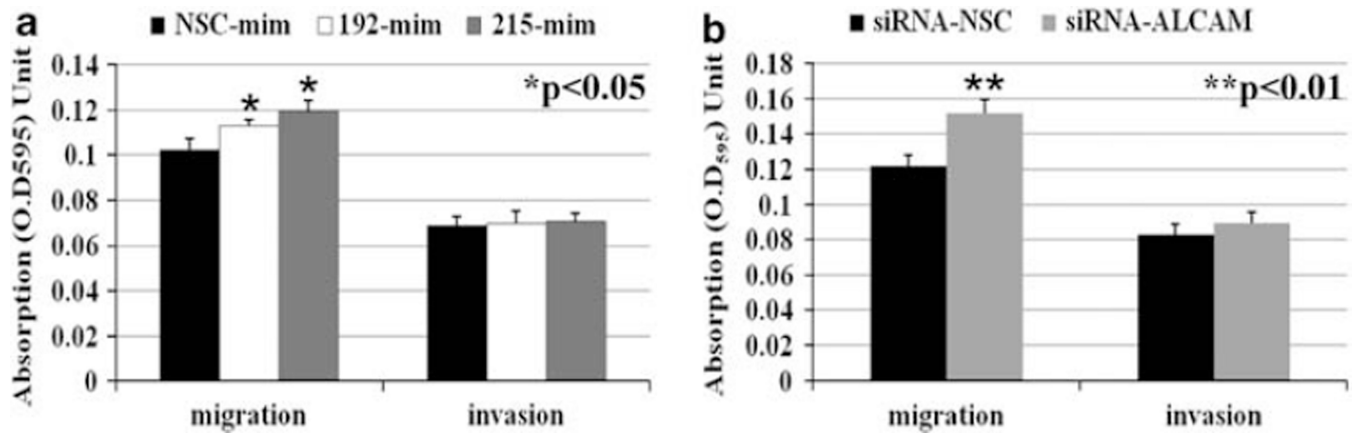 a
NSC-mim 192-mim 215-mim
Absorption (O.D595) Unit
0.14
0.12
0.1
0.08
0.06
0.04
0.02
0
* *
*p<0.05
migration invasion
b
siRNA-NSC siRNA-ALCAM
Absorption (O.D₅₉₅) Unit
0.18
0.16
0.14
0.12
0.1
0.08
0.06
0.04
0.02
0
**
**p<0.01
migration invasion